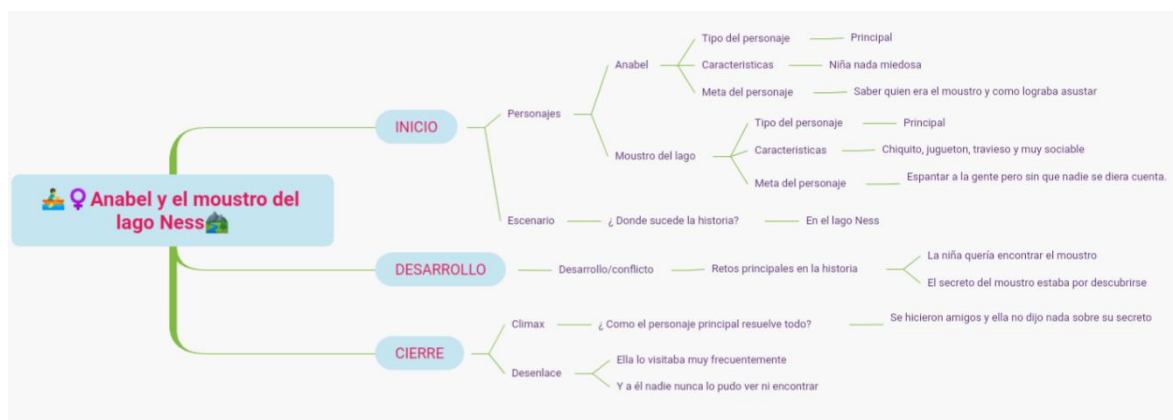 Anabel y el moustro del
lago Ness
INICIO
Personajes
Anabel
Tipo del personaje
Principal
Caracteristicas
Niña nada miedosa
Meta del personaje
Saber quien era el moustro y como lograba asustar
Moustro del lago
Tipo del personaje
Principal
Caracteristicas
Chiquito, jugueton, travieso y muy sociable
Meta del personaje
Espantar a la gente pero sin que nadie se diera cuenta.
Escenario
¿ Donde sucede la historia?
En el lago Ness
DESARROLLO
Desarrollo/conflicto
Retos principales en la historia
La niña quería encontrar el moustro
El secreto del moustro estaba por descubrirse
CIERRE
Climax
¿ Como el personaje principal resuelve todo?
Se hicieron amigos y ella no dijo nada sobre su secreto
Desenlace
Ella lo visitaba muy frecuentemente
Y a él nadie nunca lo pudo ver ni encontrar